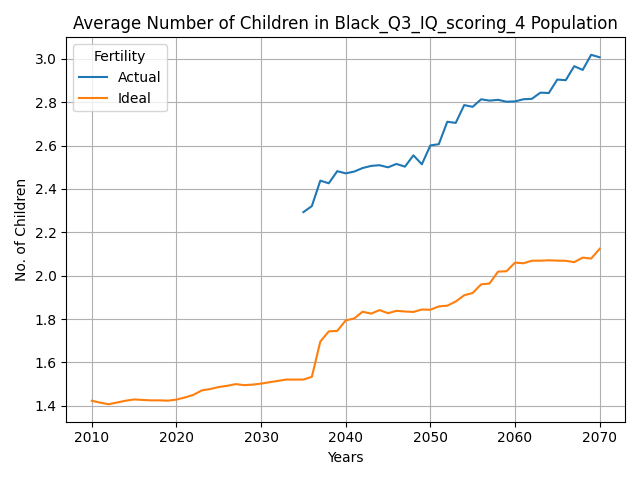 Average Number of Children in Black_Q3_IQ_scoring_4 Population
Fertility
Actual
Ideal
3.0
2.8
2.6
2.4
2.2
2.0
1.8
1.6
1.4
No. of Children
2010 2020 2030 2040 2050 2060 2070
Years